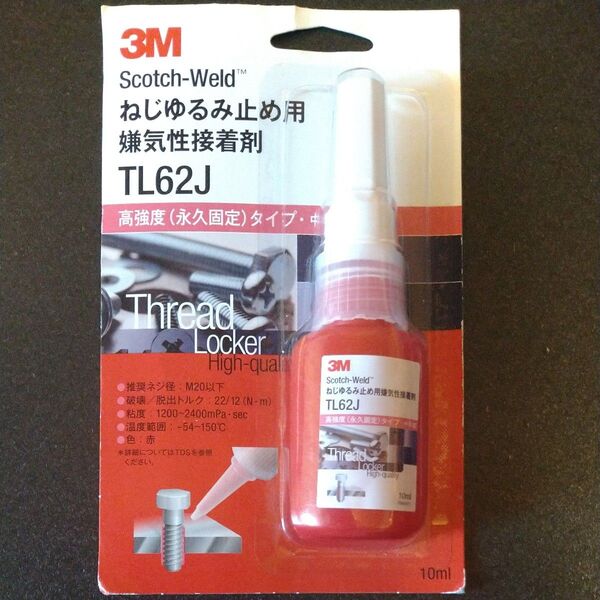 3M
Scotch-Weld™
ねじゆるみ止め用
嫌気性接着剤
TL62J
高強度(永久固定)タイプ・中
Thread
Locker
High-quality
●推奨ネジ径:M20以下
●破壊/脱出トルク:22/12(N-m)
●粘度:1200~2400mPa・sec
●温度範囲:-54~150℃
●色:赤
*詳細についてはTDSを参照
ください。
3M
Scotch-Weld™
ねじゆるみ止め用嫌気性接着剤
TL62J
高強度(永久固定)タイプ
Thread
Locker
High-quality
10ml
10ml